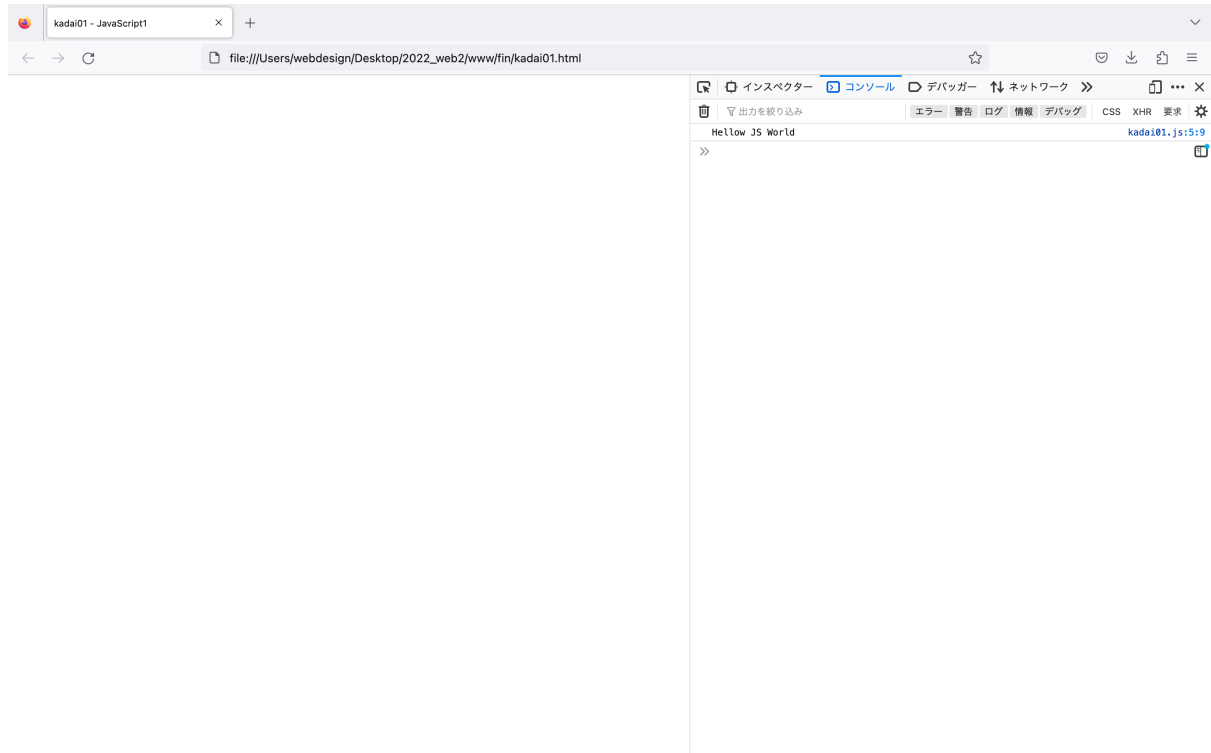 kadai01 - JavaScript1
file:///Users/webdesign/Desktop/2022_web2/www/fin/kadai01.html
インスペクター コンソール デバッガー ネットワーク
出力を絞り込み エラー 警告 ログ 情報 デバッグ CSS XHR 要求
Hellow JS World kadai01.js:5:9